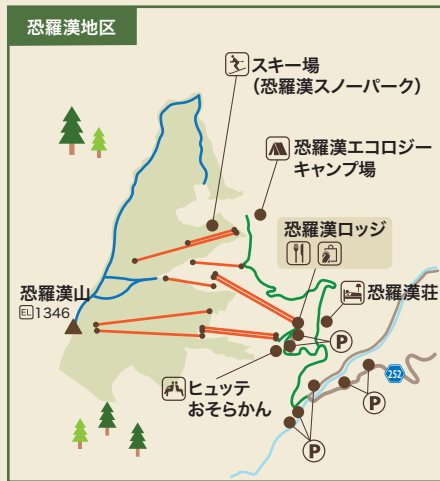 恐羅漢地区
スキー場
（恐羅漢スノーパーク）
恐羅漢エコロジー
キャンプ場
恐羅漢ロッジ
恐羅漢山
EL 1346
恐羅漢荘
P
252
P
ヒュッテ
おそらかん
P